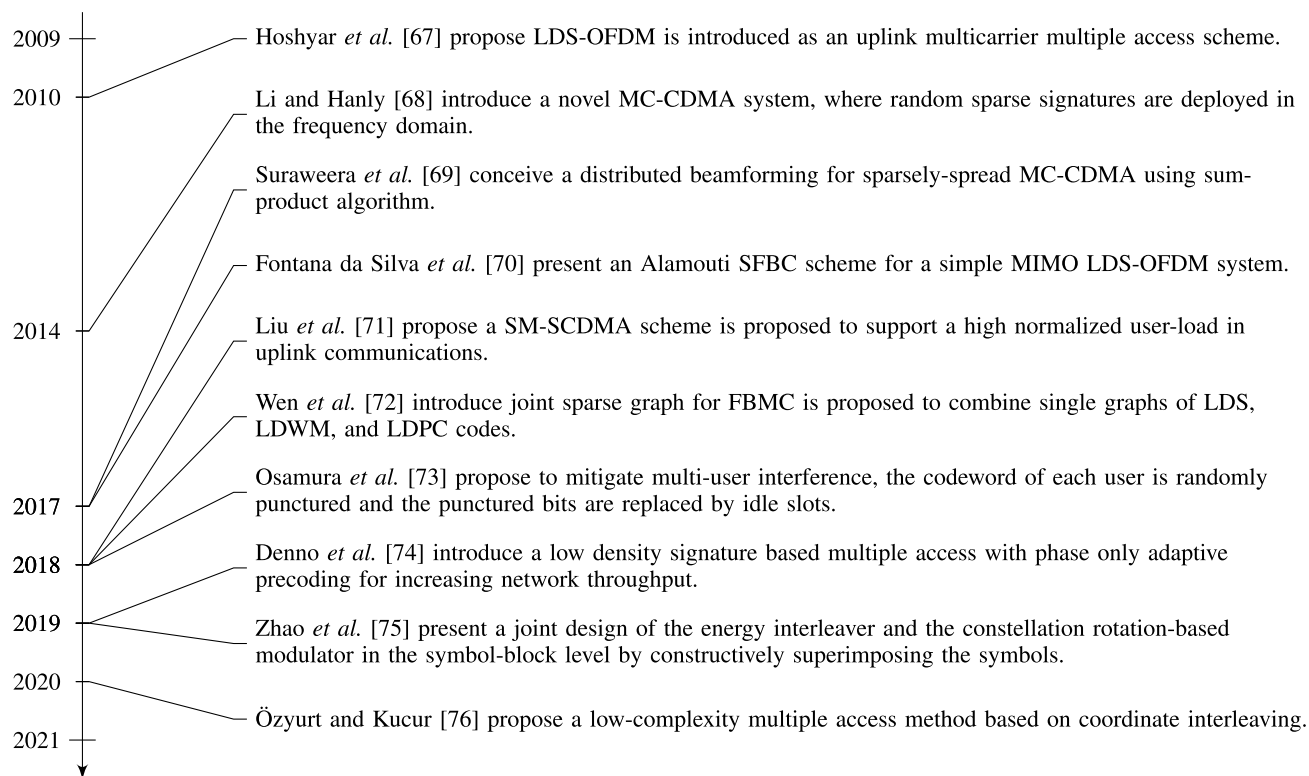 2009
Hoshyar et al. [67] propose LDS-OFDM is introduced as an uplink multicarrier multiple access scheme.
2010
Li and Hanly [68] introduce a novel MC-CDMA system, where random sparse signatures are deployed in
the frequency domain.
Suraweera et al. [69] conceive a distributed beamforming for sparsely-spread MC-CDMA using sum-
product algorithm.
Fontana da Silva et al. [70] present an Alamouti SFBC scheme for a simple MIMO LDS-OFDM system.
2014
Liu et al. [71] propose a SM-SCDMA scheme is proposed to support a high normalized user-load in
uplink communications.
Wen et al. [72] introduce joint sparse graph for FBMC is proposed to combine single graphs of LDS,
LDWM, and LDPC codes.
Osamura et al. [73] propose to mitigate multi-user interference, the codeword of each user is randomly
punctured and the punctured bits are replaced by idle slots.
2017
Denno et al. [74] introduce a low density signature based multiple access with phase only adaptive
precoding for increasing network throughput.
2018
Zhao et al. [75] present a joint design of the energy interleaver and the constellation rotation-based
modulator in the symbol-block level by constructively superimposing the symbols.
2019
2020
Özyurt and Kucur [76] propose a low-complexity multiple access method based on coordinate interleaving.
2021